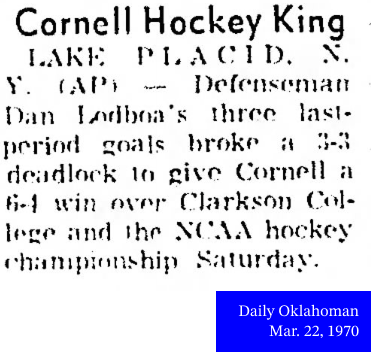 Cornell Hockey King
LAKE PLACID, N.
Y. (AP) — Defenseman
Dan Lodboa's three last-
period goals broke a 3-3
deadlock to give Cornell a
6-4 win over Clarkson Col-
lege and the NCAA hockey
championship Saturday.
Daily Oklahoman
Mar. 22, 1970